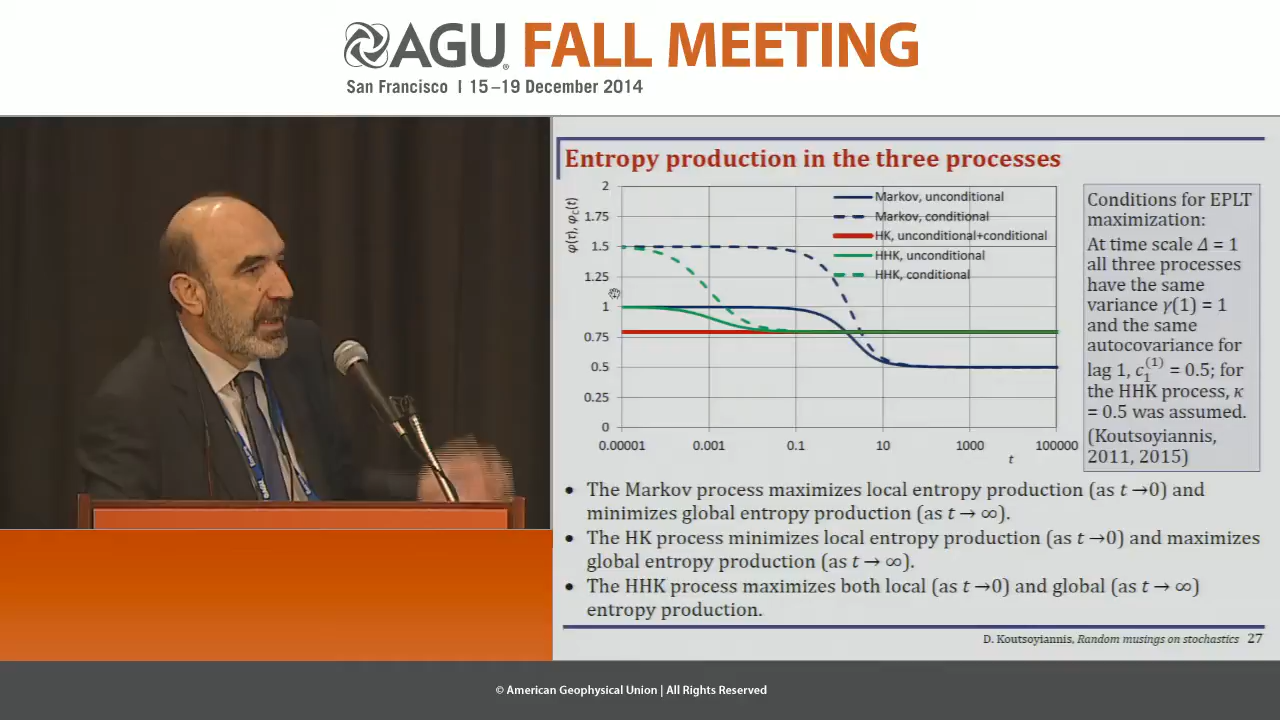 AGU FALL MEETING
San Francisco | 15–19 December 2014
Entropy production in the three processes
φ(t), φC(t)
2
1.75
1.5
1.25
1
0.75
0.5
0.25
0
0.00001
0.001
0.1
10
1000
100000
t
Markov, unconditional
Markov, conditional
HK, unconditional+conditional
HHK, unconditional
HHK, conditional
Conditions for EPLT
maximization:
At time scale Δ = 1
all three processes
have the same
variance γ(1) = 1
and the same
autocovariance for
lag 1, c₁⁽¹⁾ = 0.5; for
the HHK process, κ
= 0.5 was assumed.
(Koutsoyiannis,
2011, 2015)
• The Markov process maximizes local entropy production (as t →0) and
minimizes global entropy production (as t → ∞).
• The HK process minimizes local entropy production (as t →0) and maximizes
global entropy production (as t → ∞).
• The HHK process maximizes both local (as t →0) and global (as t → ∞)
entropy production.
D. Koutsoyiannis, Random musings on stochastics 27
© American Geophysical Union | All Rights Reserved